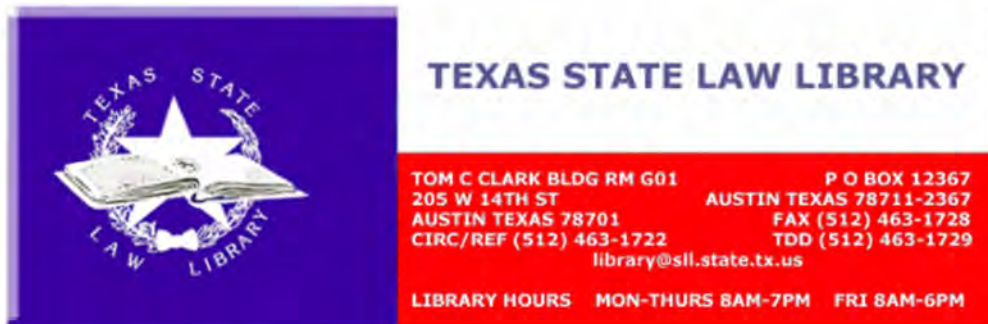 TEXAS STATE
LAW LIBRARY
TEXAS STATE LAW LIBRARY
TOM C CLARK BLDG RM G01 P O BOX 12367
205 W 14TH ST AUSTIN TEXAS 78711-2367
AUSTIN TEXAS 78701 FAX (512) 463-1728
CIRC/REF (512) 463-1722 TDD (512) 463-1729
library@sll.state.tx.us
LIBRARY HOURS MON-THURS 8AM-7PM FRI 8AM-6PM